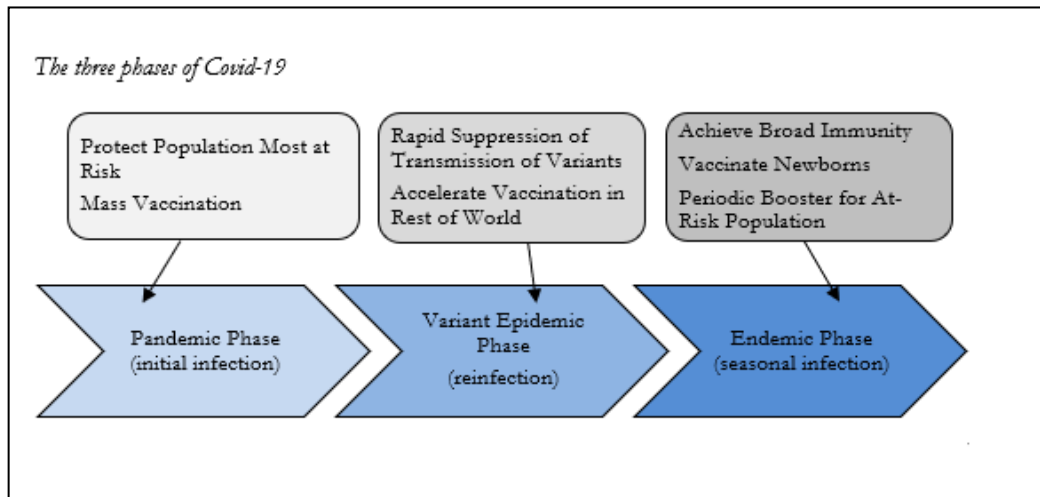 The three phases of Covid-19
Protect Population Most at
Risk
Mass Vaccination
Rapid Suppression of
Transmission of Variants
Accelerate Vaccination in
Rest of World
Achieve Broad Immunity
Vaccinate Newborns
Periodic Booster for At-
Risk Population
Pandemic Phase
(initial infection)
Variant Epidemic
Phase
(reinfection)
Endemic Phase
(seasonal infection)